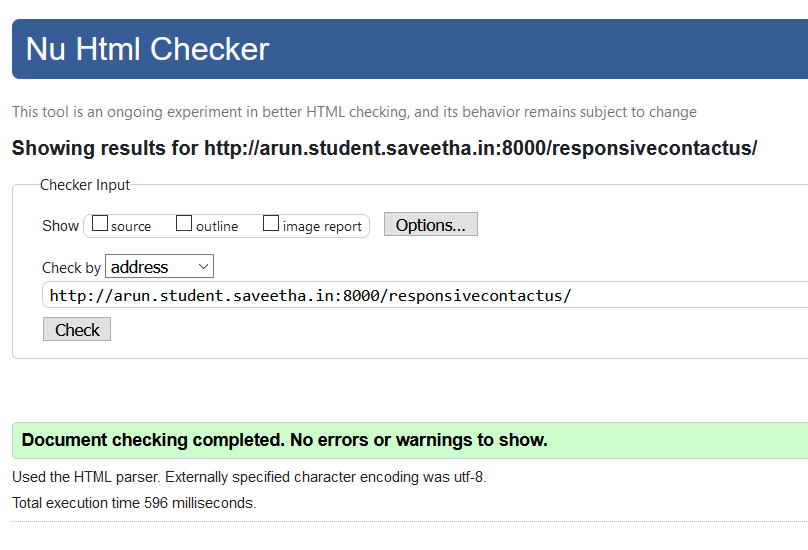 Nu Html Checker
This tool is an ongoing experiment in better HTML checking, and its behavior remains subject to change
Showing results for http://arun.student.saveetha.in:8000/responsivecontactus/
Checker Input
Show source outline image report Options...
Check by address
http://arun.student.saveetha.in:8000/responsivecontactus/
Check
Document checking completed. No errors or warnings to show.
Used the HTML parser. Externally specified character encoding was utf-8.
Total execution time 596 milliseconds.